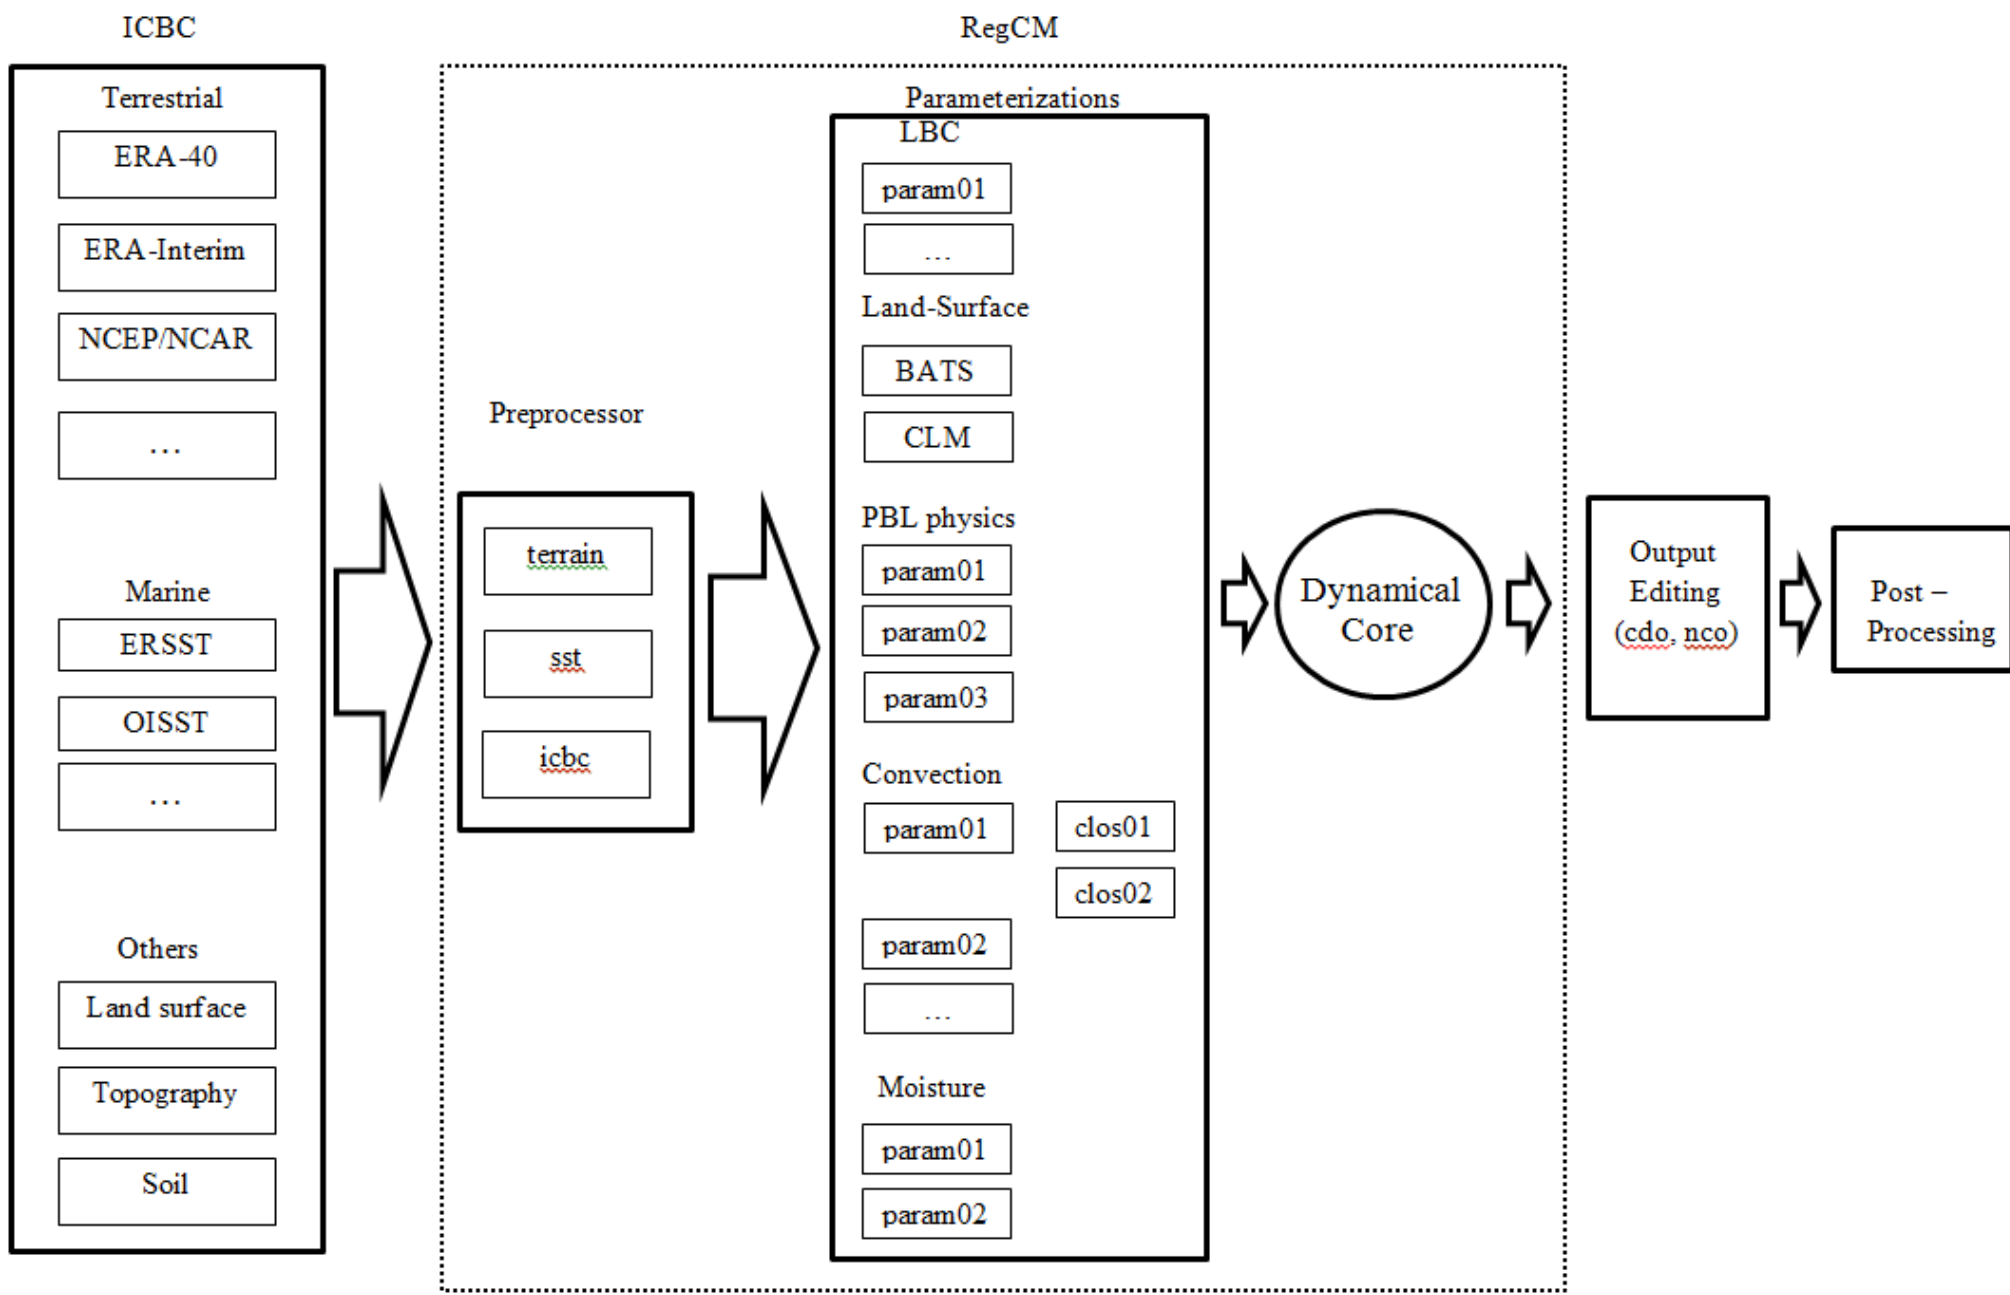 ICBC
Terrestrial
ERA-40
ERA-Interim
NCEP/NCAR
...
Marine
ERSST
OISST
...
Others
Land surface
Topography
Soil
RegCM
Preprocessor
terrain
sst
icbc
Parameterizations
LBC
param01
...
Land-Surface
BATS
CLM
PBL physics
param01
param02
param03
Convection
param01
clos01
clos02
param02
...
Moisture
param01
param02
Dynamical
Core
Output
Editing
(cdo, nco)
Post –
Processing